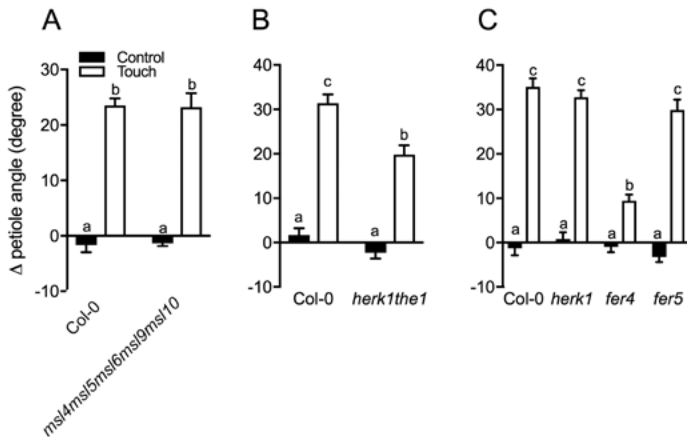 A
B
C
Control
Touch
Δ petiole angle (degree)
30
20
10
0
-10
a
b
a
b
Col-0
msl4msl5msl6msl9msl10
40
30
20
10
0
-10
a
c
a
b
Col-0
herk1the1
40
30
20
10
0
-10
a
c
a
c
a
b
a
c
Col-0
herk1
fer4
fer5